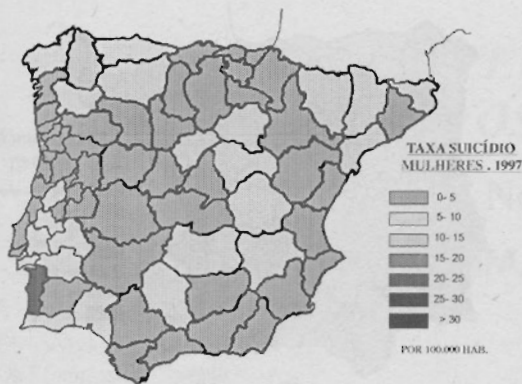 TAXA SUICÍDIO
MULHERES . 1997
0- 5
5- 10
10- 15
15- 20
20- 25
25- 30
> 30
POR 100.000 HAB.